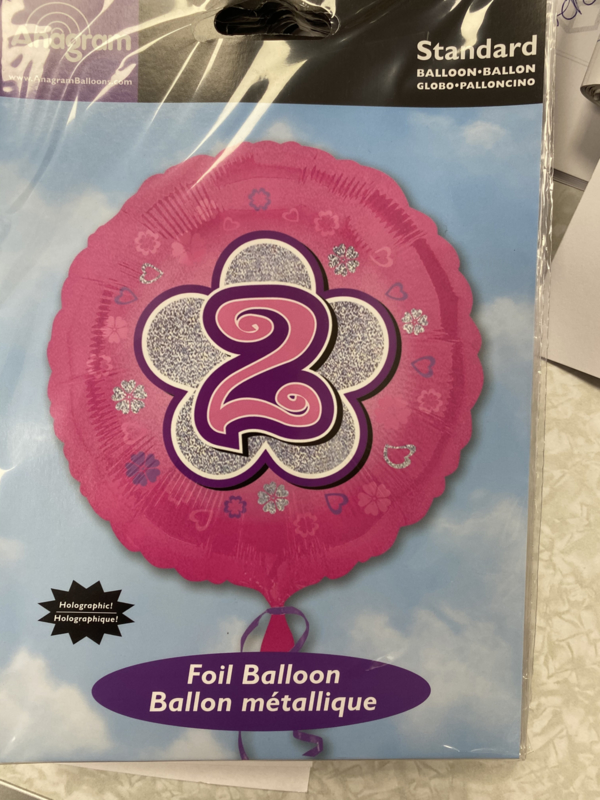 Anagram
www.AnagramBalloons.com
Standard
BALLOON•BALLON
GLOBO•PALLONCINO
2
Holographic!
Holographique!
Foil Balloon
Ballon métallique